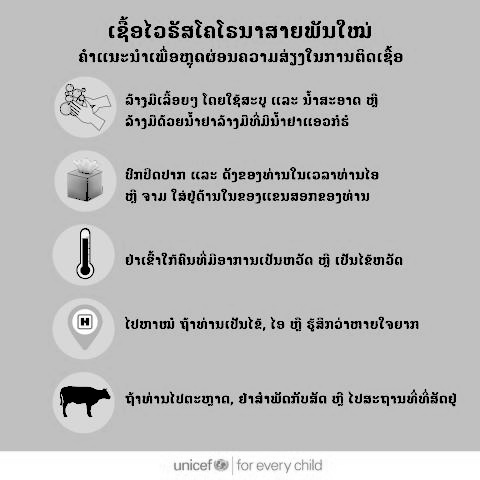 ເຊື້ອໄວຣັສໂຄໂຣນາສາຍພັນໃໝ່
ຄຳແນະນຳເພື່ອຫຼຸດຜ່ອນຄວາມສ່ຽງໃນການຕິດເຊື້ອ
ລ້າງມືເລື້ອຍໆ ໂດຍໃຊ້ສະບູ ແລະ ນ້ຳສະອາດ ຫຼື
ລ້າງມືດ້ວຍນ້ຳຢາລ້າງມືທີ່ມີນ້ຳຢາແອວກໍຮໍ
ປົກປິດປາກ ແລະ ດັງຂອງທ່ານໃນເວລາທ່ານໄອ
ຫຼື ຈາມ ໃສ່ຢູ່ດ້ານໃນຂອງແຂນສອກຂອງທ່ານ
ຢ່າເຂົ້າໃກ້ຄົນທີ່ມີອາການເປັນຫວັດ ຫຼື ເປັນໄຂ້ຫວັດ
H
ໄປຫາໝໍ ຖ້າທ່ານເປັນໄຂ້, ໄອ ຫຼື ຮູ້ສຶກວ່າຫາຍໃຈຍາກ
ຖ້າທ່ານໄປຕະຫຼາດ, ຢ່າສຳພັດກັບສັດ ຫຼື ໄປສະຖານທີ່ທີ່ສັດຢູ່
unicef | for every child